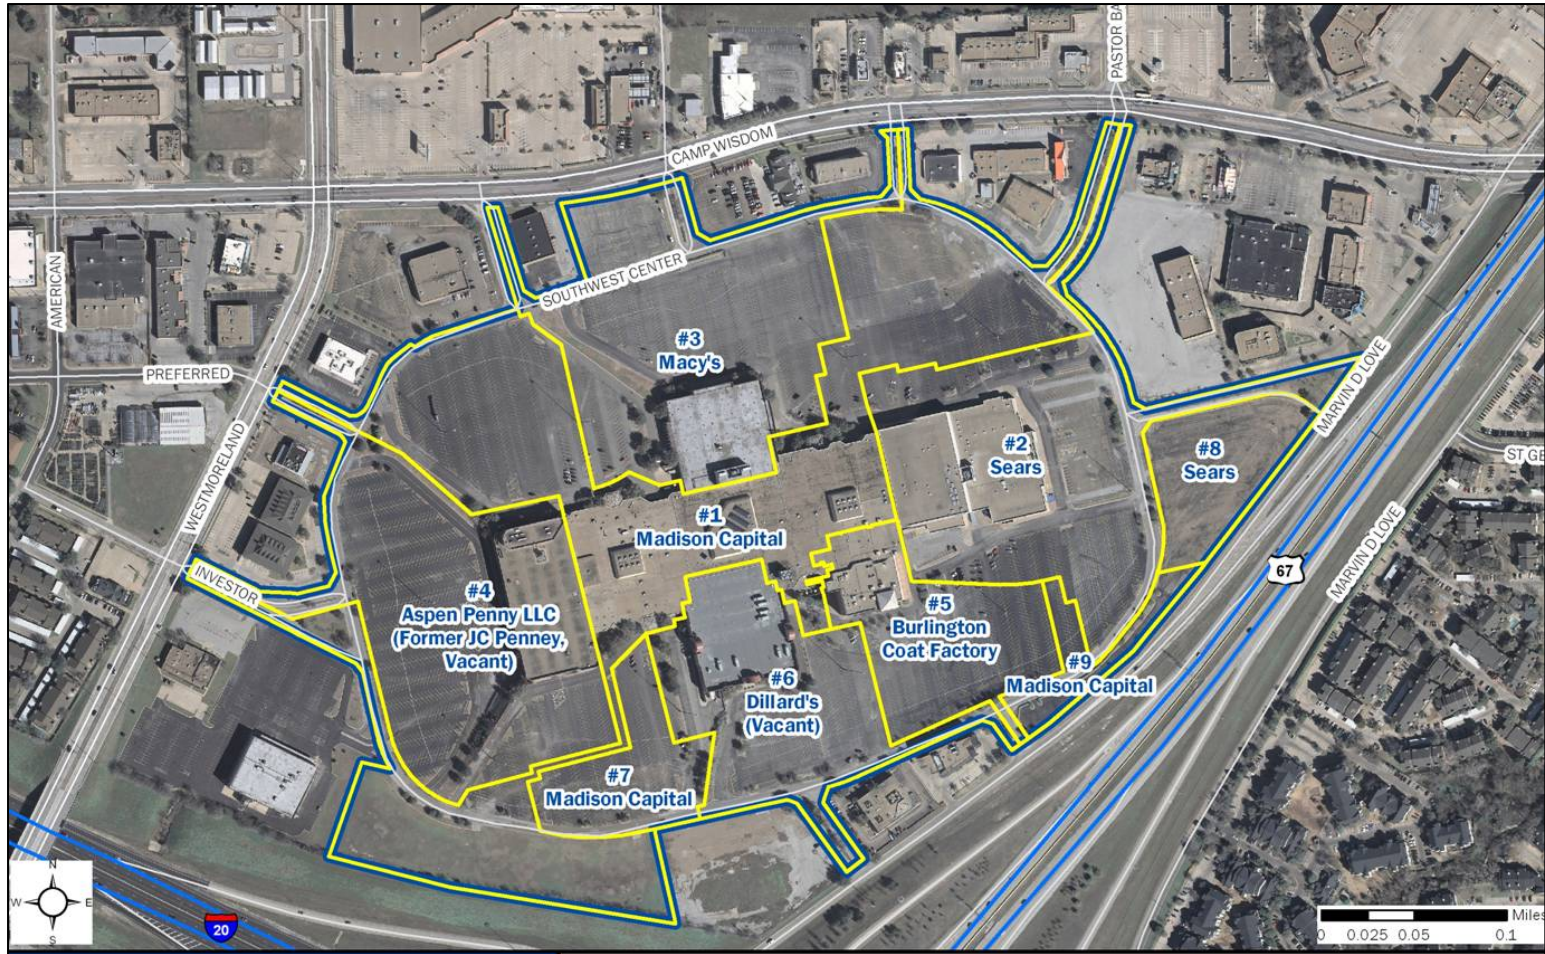 PASTOR BA
CAMP WISDOM
AMERICAN
SOUTHWEST CENTER
#3
Macy's
PREFERRED
MARVIN D LOVE
WESTMORELAND
#2
Sears
#8
Sears
ST GE
#1
Madison Capital
INVESTOR
67
MARVIN D LOVE
#4
Aspen Penny LLC
(Former JC Penney,
Vacant)
#5
Burlington
Coat Factory
#9
Madison Capital
#6
Dillard's
(Vacant)
#7
Madison Capital
N
W E
S
20
Miles
0 0.025 0.05 0.1